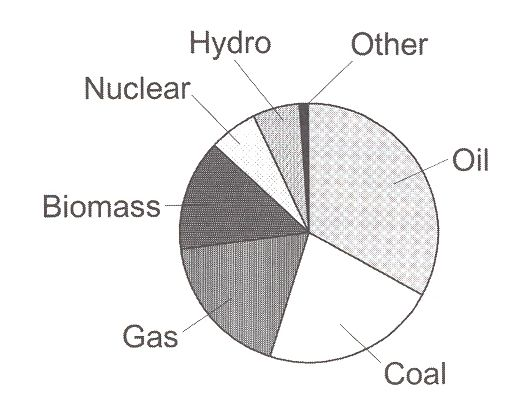 Hydro
Other
Nuclear
Oil
Biomass
Gas
Coal